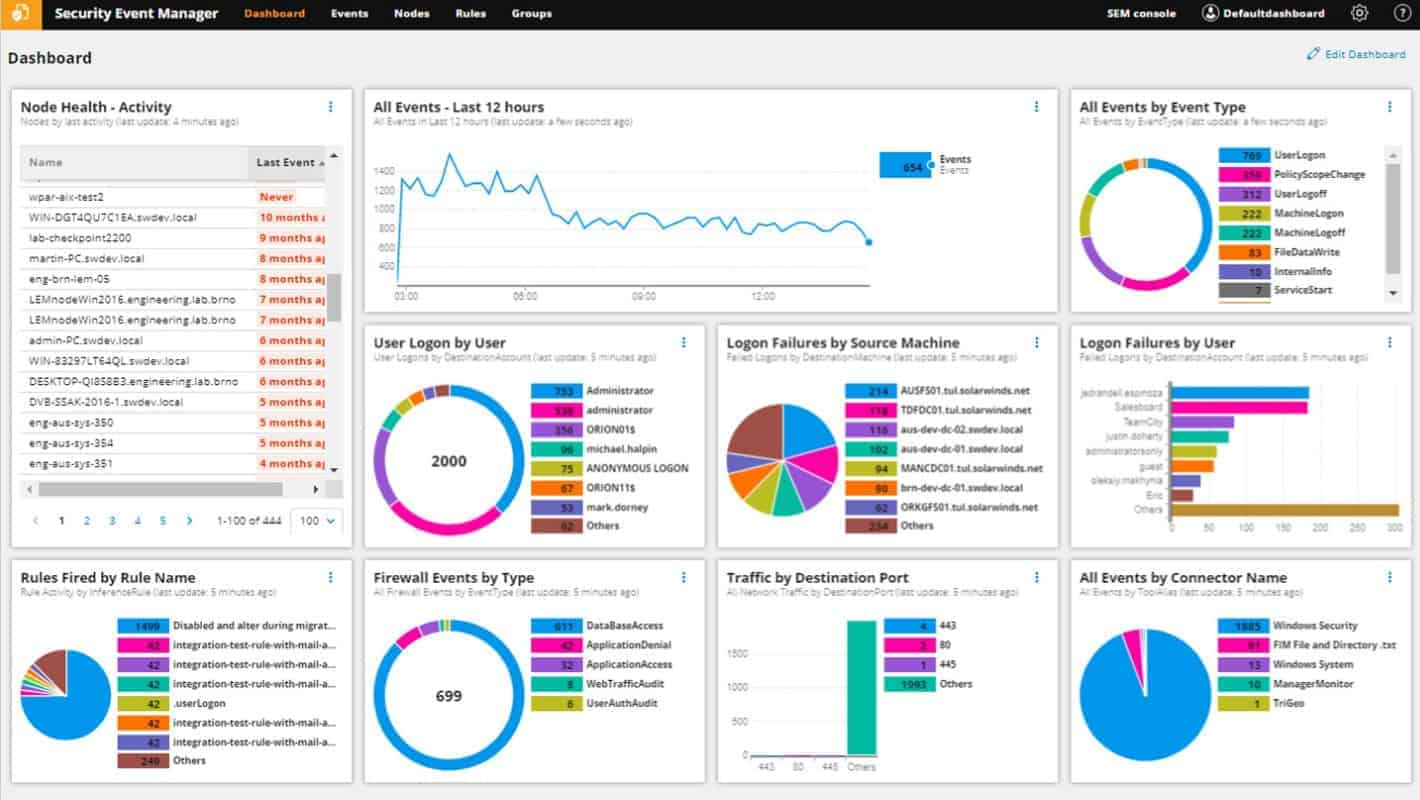 Security Event Manager Dashboard Events Nodes Rules Groups SEM console Defaultdashboard ?
Dashboard Edit Dashboard
Node Health - Activity
Nodes by last activity (last update: 4 minutes ago)
Name Last Event
wpar-aix-test2 Never
WIN-DGT4QU7C1EA.swdev.local 10 months a
lab-checkpoint2200 9 months ag
martin-PC.swdev.local 8 months ag
eng-brn-lem-05 8 months ag
LEMnodeWin2016.engineering.lab.brno 7 months ag
LEMnodeWin2016.engineering.lab.brno 7 months ag
admin-PC.swdev.local 6 months ag
WIN-83297LT64QL.swdev.local 6 months ag
DESKTOP-QI858B3.engineering.lab.brno 6 months ag
DVB-SSAK-2016-1.swdev.local 5 months ag
eng-aus-sys-350 5 months ag
eng-aus-sys-354 5 months ag
eng-aus-sys-351 4 months ag
1 2 3 4 5 1-100 of 444 100
All Events - Last 12 hours
All Events in Last 12 hours (last update: a few seconds ago)
1400
1200
1000
800
600
400
03:00 06:00 09:00 12:00
654 Events
Events
All Events by Event Type
All Events by EventType (last update: a few seconds ago)
769 UserLogon
PolicyScopeChange
312 UserLogoff
222 MachineLogon
222 MachineLogoff
83 FileDataWrite
10 InternalInfo
7 ServiceStart
User Logon by User
User Logons by DestinationAccount (last update: 5 minutes ago)
2000
753 Administrator
538 administrator
356 ORION01$
96 michael.halpin
75 ANONYMOUS LOGON
67 ORION11$
53 mark.dorney
62 Others
Logon Failures by Source Machine
Failed Logons by DestinationMachine (last update: 5 minutes ago)
214 AUSFS01.tul.solarwinds.net
118 TDFDC01.tul.solarwinds.net
116 aus-dev-dc-02.swdev.local
102 aus-dev-dc-01.swdev.local
94 MANCDC01.tul.solarwinds.net
80 brn-dev-dc-01.swdev.local
62 ORKGFS01.tul.solarwinds.net
234 Others
Logon Failures by User
Failed Logons by DestinationAccount (last update: 5 minutes ago)
jedrandell.espinoza
Salesboard
TeamCity
justin.doherty
administratorsonly
guest
oleksiy.makhynia
Eric
Others
0 50 100 150 200 250 300
Rules Fired by Rule Name
Rule Activity by InferenceRule (last update: 5 minutes ago)
1499 Disabled and alter during migrat...
42 integration-test-rule-with-mail-a...
42 integration-test-rule-with-mail-a...
42 integration-test-rule-with-mail-a...
42 .userLogon
42 integration-test-rule-with-mail-a...
42 integration-test-rule-with-mail-a...
249 Others
Firewall Events by Type
All Firewall Events by EventType (last update: 5 minutes ago)
699
611 DataBaseAccess
42 ApplicationDenial
32 ApplicationAccess
8 WebTrafficAudit
6 UserAuthAudit
Traffic by Destination Port
All Network Traffic by DestinationPort (last update: 5 minutes ago)
1500
1000
500
0
443 80 445 Others
4 443
2 80
1 445
1993 Others
All Events by Connector Name
All Events by ToolAlias (last update: 5 minutes ago)
1885 Windows Security
91 FIM File and Directory .txt
13 Windows System
10 ManagerMonitor
1 TriGeo